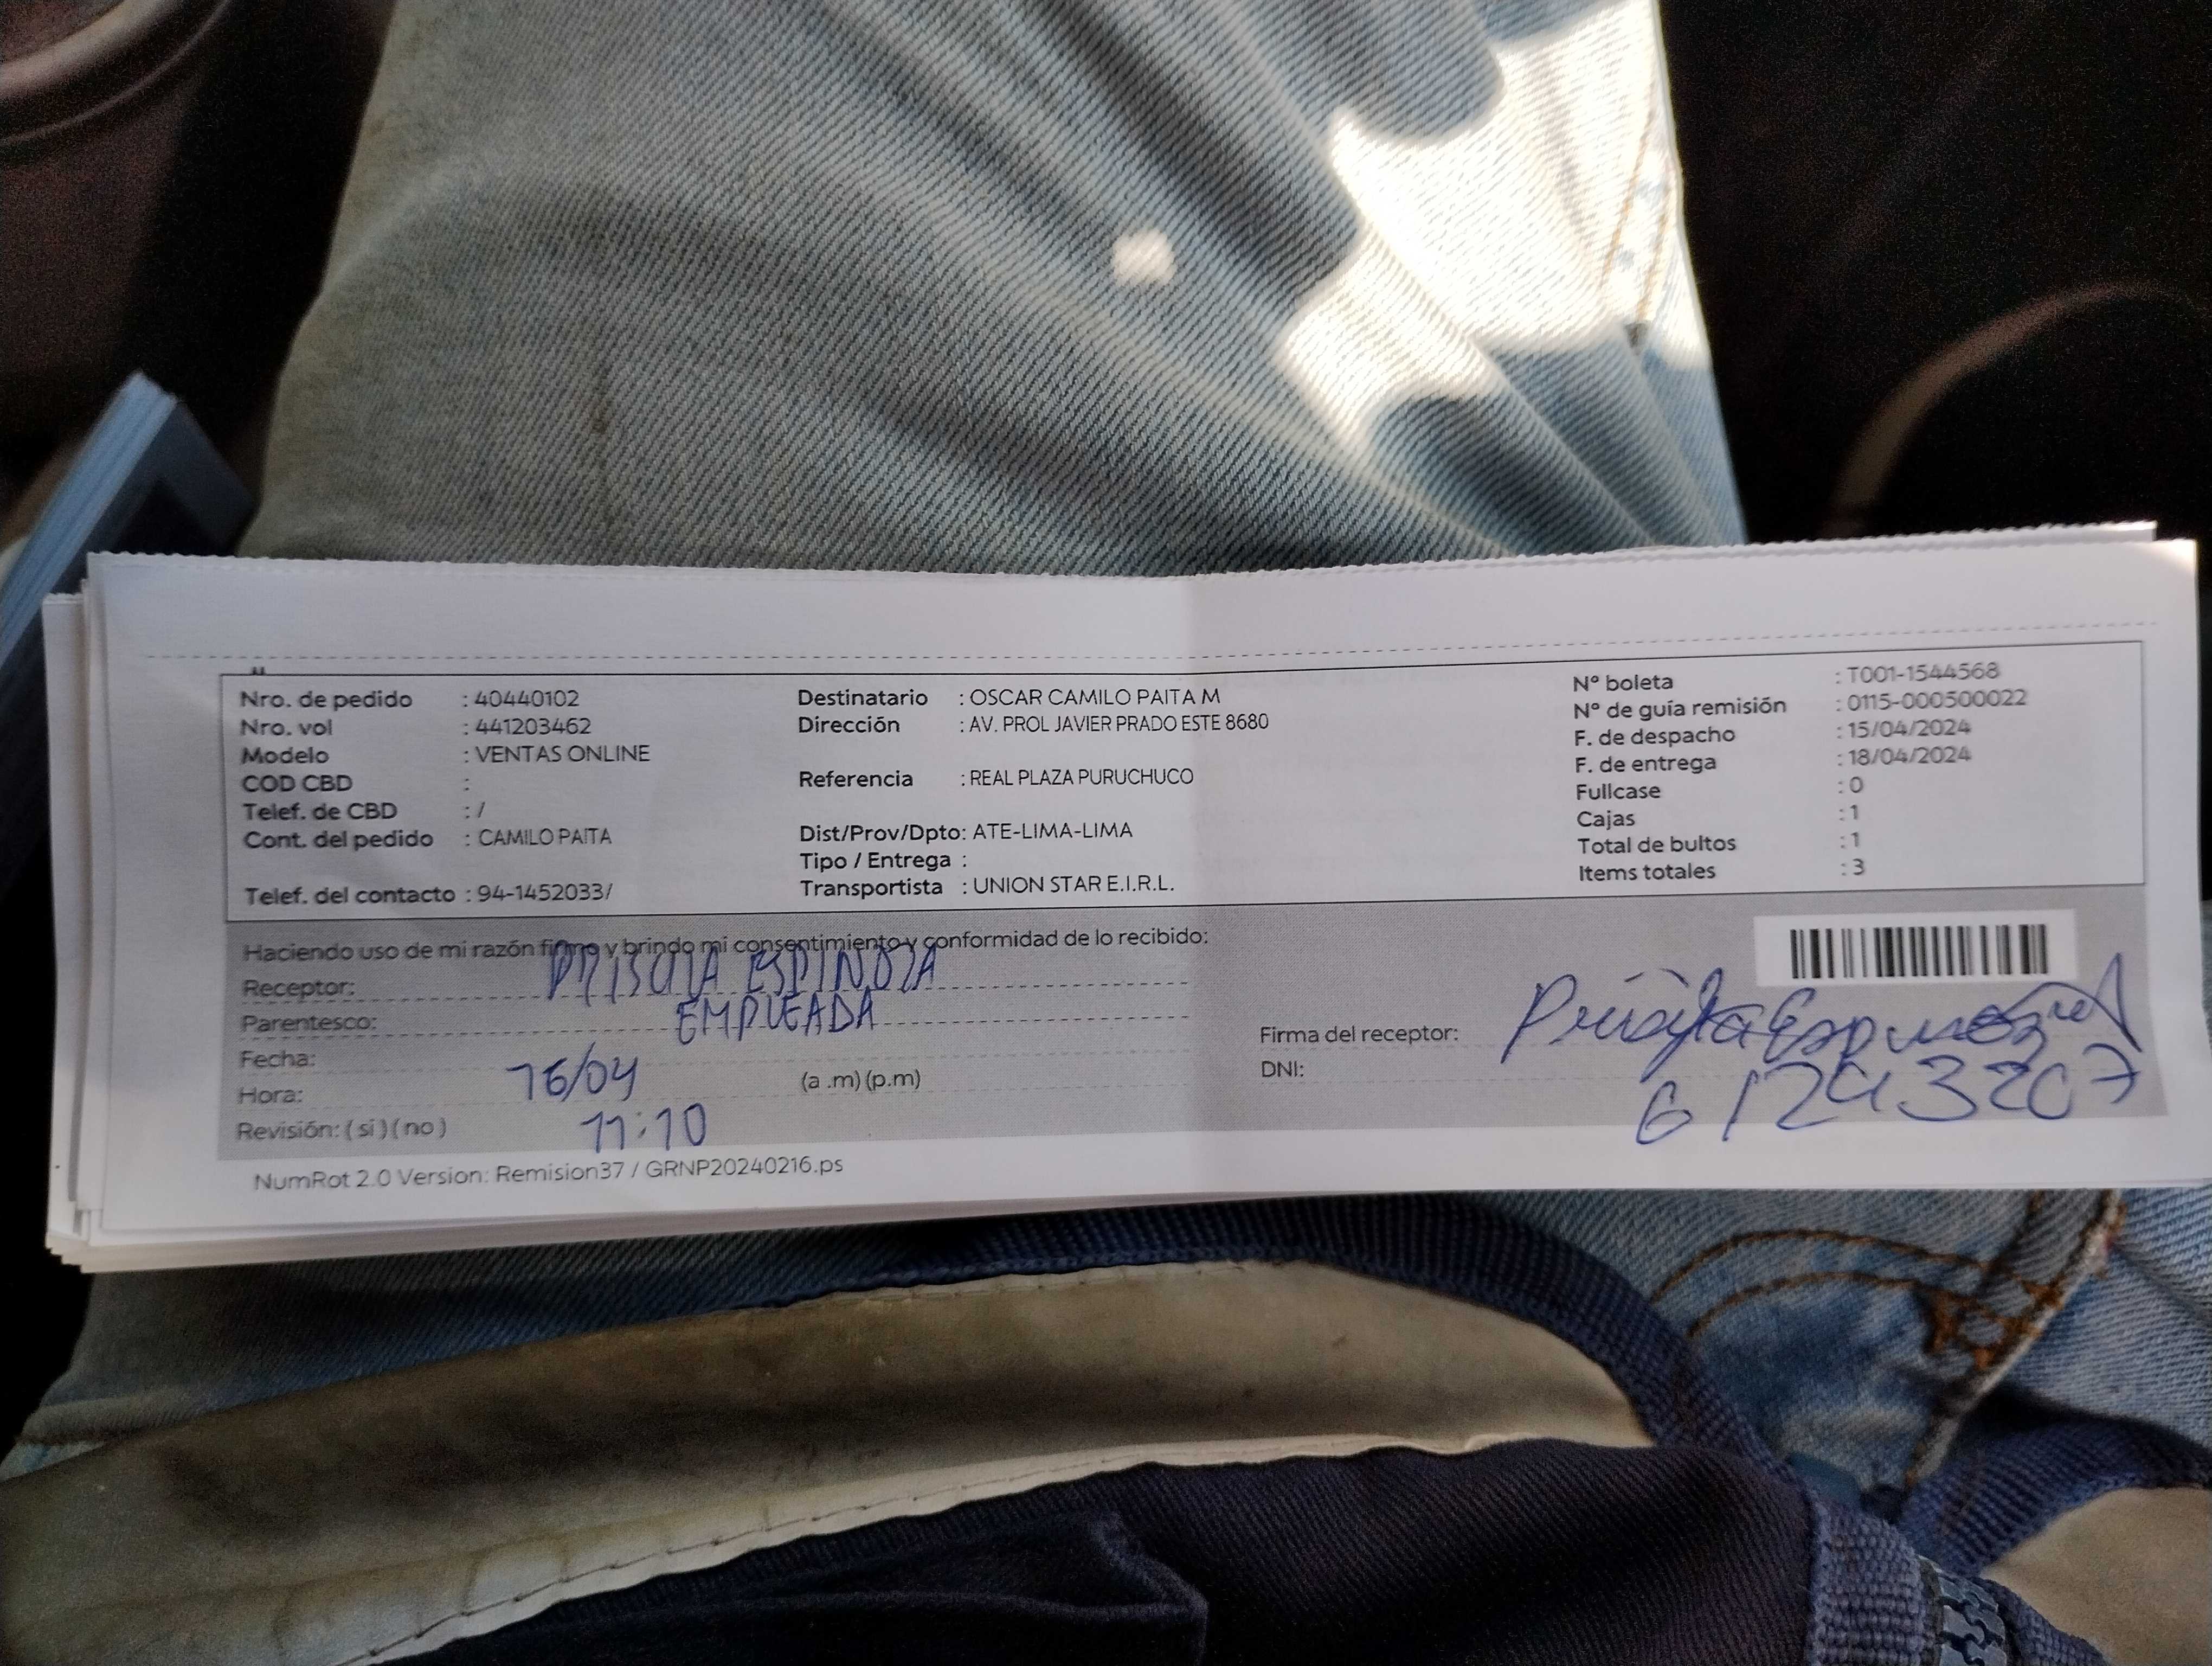 Nro. de pedido : 40440102
Nro. vol : 441203462
Modelo : VENTAS ONLINE
COD CBD :
Telef. de CBD : /
Cont. del pedido : CAMILO PAITA
Telef. del contacto : 94-1452033/
Destinatario : OSCAR CAMILO PAITA M
Dirección : AV. PROL JAVIER PRADO ESTE 8680
Referencia : REAL PLAZA PURUCHUCO
Dist/Prov/Dpto: ATE-LIMA-LIMA
Tipo / Entrega :
Transportista : UNION STAR E.I.R.L.
N° boleta : T001-1544568
N° de guía remisión : 0115-000500022
F. de despacho : 15/04/2024
F. de entrega : 18/04/2024
Fullcase : 0
Cajas : 1
Total de bultos : 1
Items totales : 3
Haciendo uso de mi razón firmo y brindo mi consentimiento y conformidad de lo recibido:
Receptor: PRISCILA ESPINOZA
Parentesco: EMPLEADA
Fecha: 16/04
Hora: 11:10 (a .m) (p.m)
Revisión: ( si ) ( no )
Firma del receptor: Priscila Espinoza
DNI: 61243207
NumRot 2.0 Version: Remision37 / GRNP20240216.ps